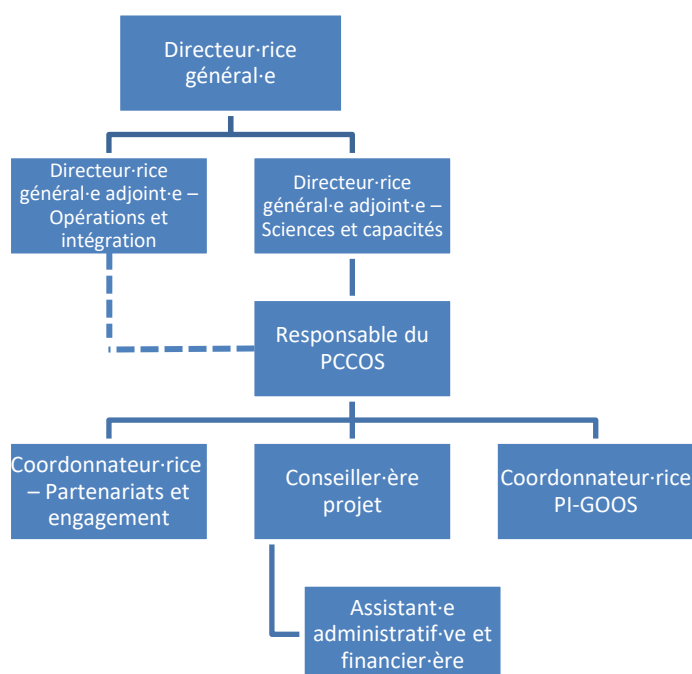 Directeur·rice
général·e
Directeur·rice
général·e adjoint·e –
Opérations et
intégration
Directeur·rice
général·e adjoint·e –
Sciences et capacités
Responsable du
PCCOS
Coordonnateur·rice
– Partenariats et
engagement
Conseiller·ère
projet
Coordonnateur·rice
PI-GOOS
Assistant·e
administratif·ve et
financier·ère